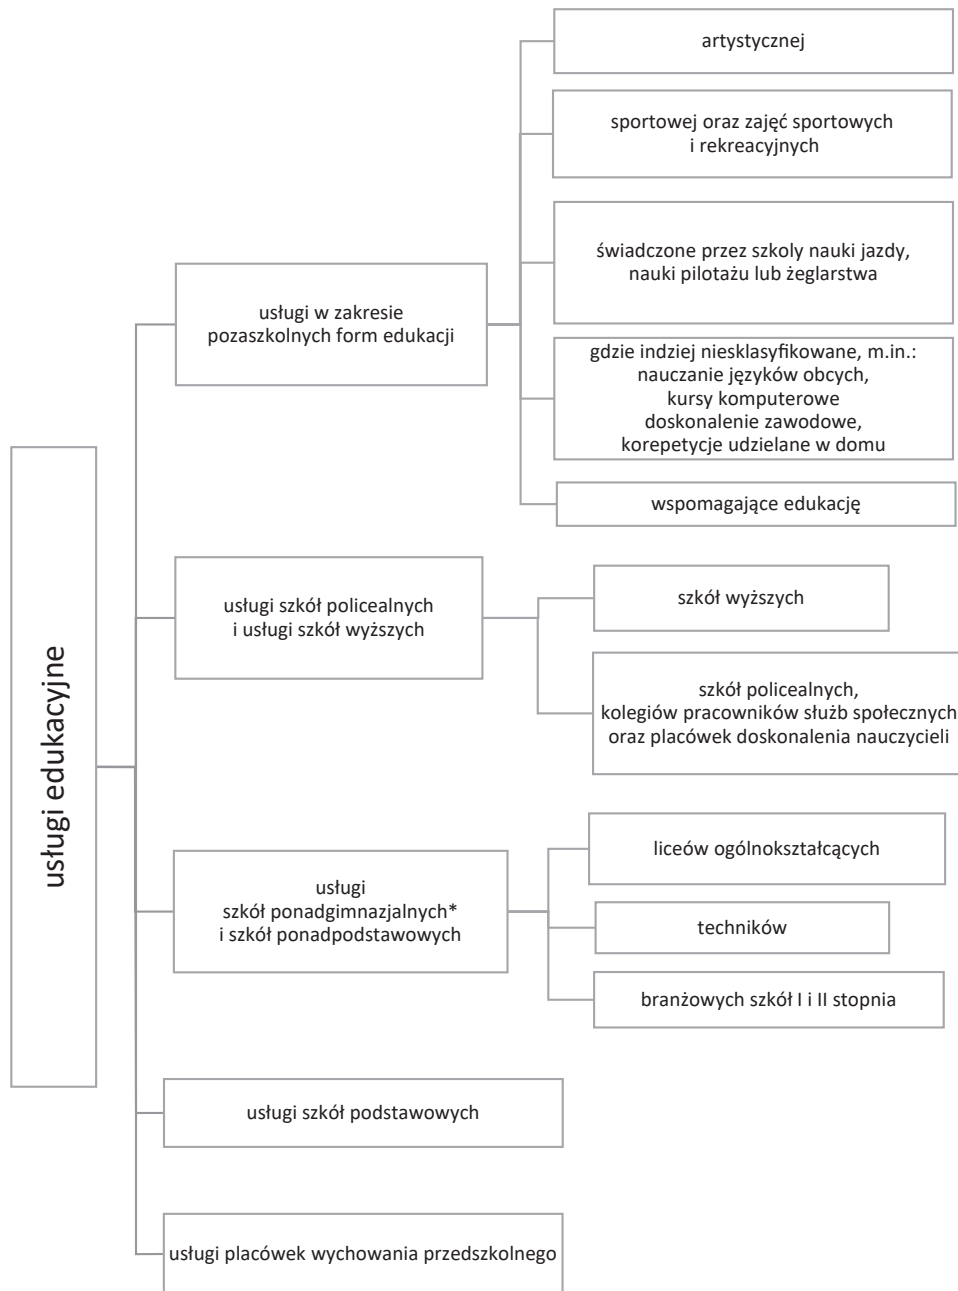 usługi edukacyjne
usługi w zakresie
pozaszkolnych form edukacji
artystycznej
sportowej oraz zajęć sportowych
i rekreacyjnych
świadczone przez szkoly nauki jazdy,
nauki pilotażu lub żeglarstwa
gdzie indziej niesklasyfikowane, m.in.:
nauczanie języków obcych,
kursy komputerowe
doskonalenie zawodowe,
korepetycje udzielane w domu
wspomagające edukację
usługi szkół policealnych
i usługi szkół wyższych
szkół wyższych
szkół policealnych,
kolegiów pracowników służb społecznych
oraz placówek doskonalenia nauczycieli
usługi
szkół ponadgimnazjalnych*
i szkół ponadpodstawowych
liceów ogólnokształcących
techników
branżowych szkół I i II stopnia
usługi szkół podstawowych
usługi placówek wychowania przedszkolnego